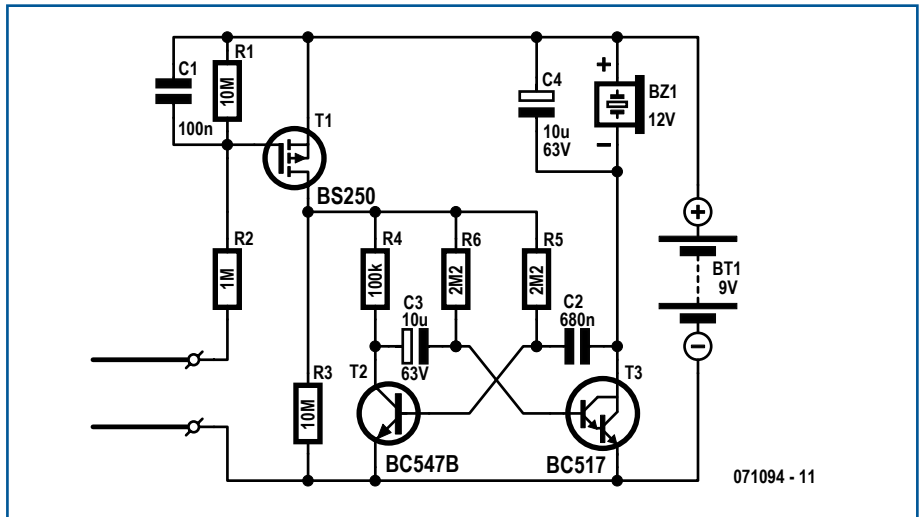 C1
100n
R1
10M
T1
BS250
R2
1M
R3
10M
R4
100k
C3
10u
63V
R6
2M2
R5
2M2
C2
680n
T2
BC547B
T3
BC517
C4
10u
63V
+
BZ1
12V
−
+
BT1
9V
−
071094 - 11